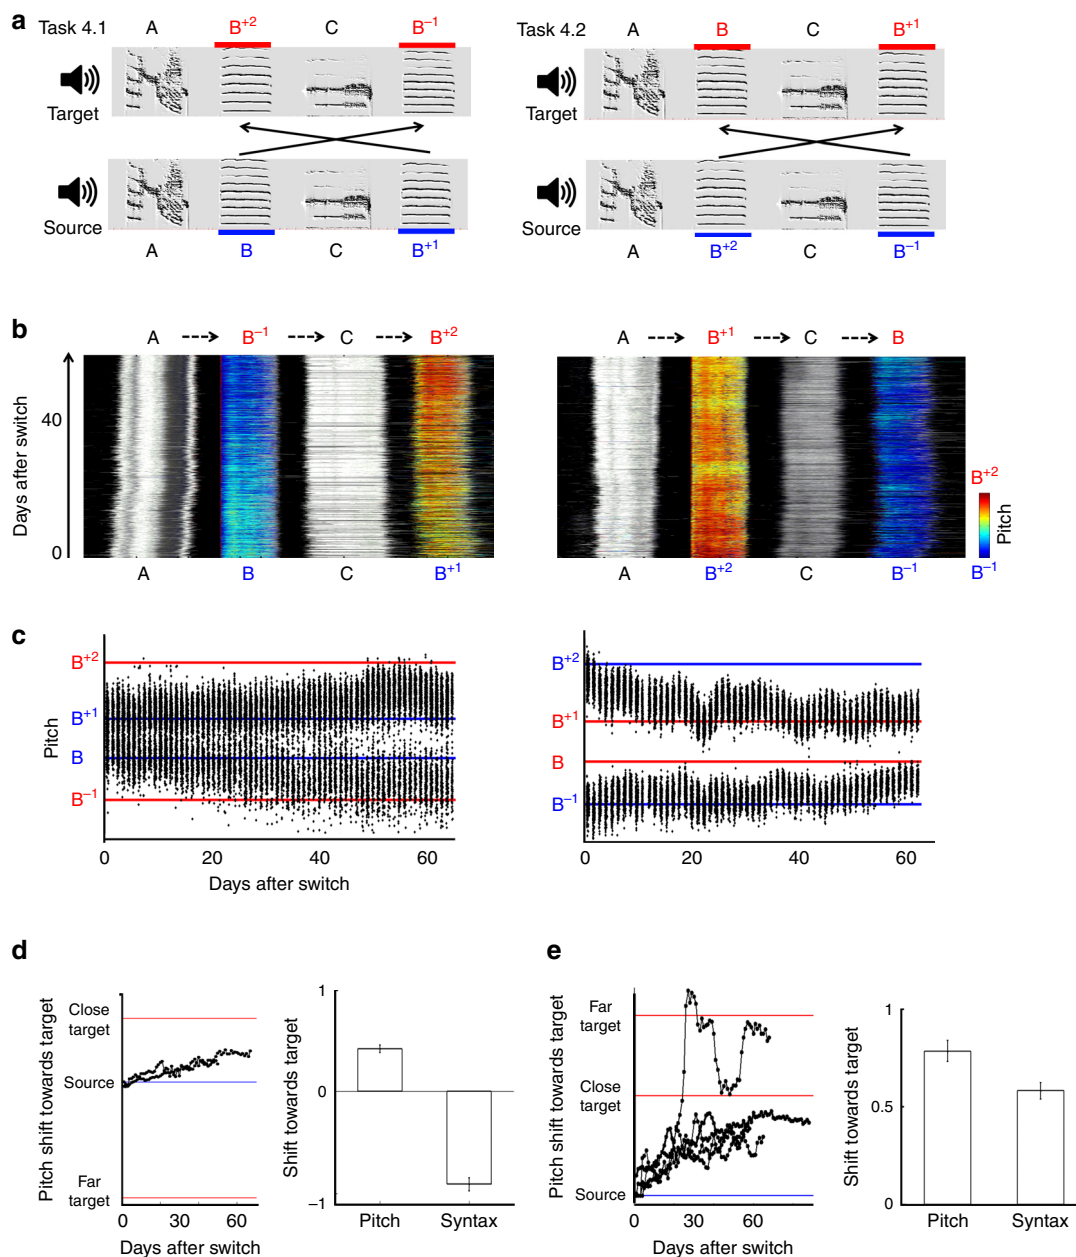 a
Task 4.1
A
B+2
C
B−1
Target
Source
A
B
C
B+1
Task 4.2
A
B
C
B+1
Target
Source
A
B+2
C
B−1
b
A
B−1
C
B+2
Days after switch
40
0
A
B
C
B+1
A
B+1
C
B
A
B+2
C
B−1
B+2
Pitch
B−1
c
Pitch
B+2
B+1
B
B−1
0
20
40
60
Days after switch
B+2
B+1
B
B−1
0
20
40
60
d
Pitch shift towards target
Close target
Source
Far target
0
30
60
Days after switch
Shift towards target
1
0
−1
Pitch
Syntax
e
Pitch shift towards target
Far target
Close target
Source
0
30
60
Days after switch
Shift towards target
1
0.5
0
Pitch
Syntax